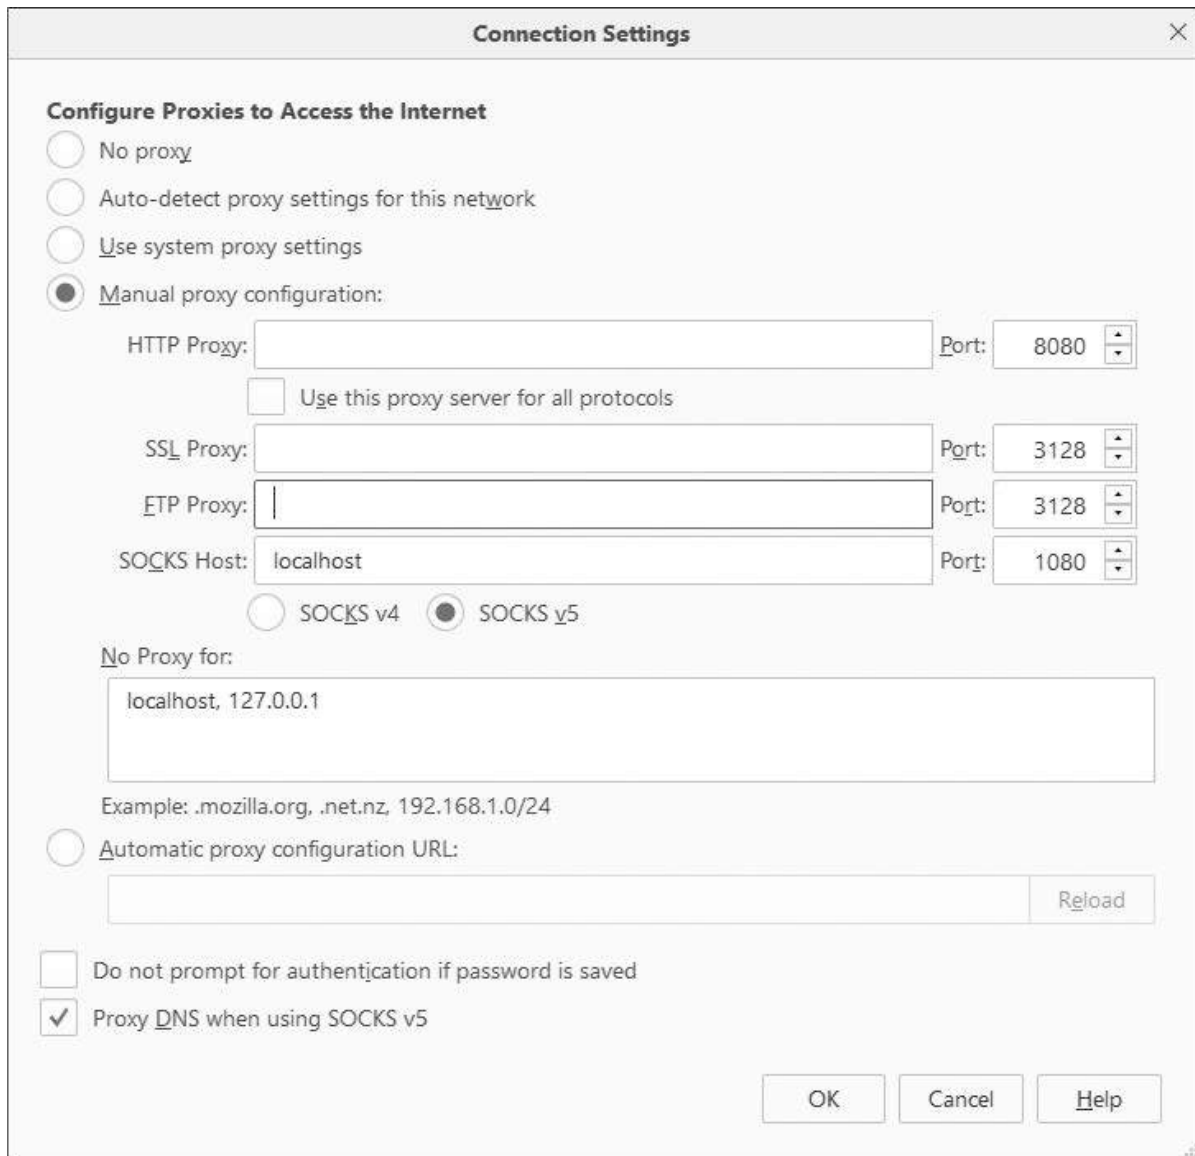 Connection Settings
Configure Proxies to Access the Internet
No proxy
Auto-detect proxy settings for this network
Use system proxy settings
Manual proxy configuration:
HTTP Proxy: Port: 8080
Use this proxy server for all protocols
SSL Proxy: Port: 3128
FTP Proxy: Port: 3128
SOCKS Host: localhost Port: 1080
SOCKS v4 SOCKS v5
No Proxy for:
localhost, 127.0.0.1
Example: .mozilla.org, .net.nz, 192.168.1.0/24
Automatic proxy configuration URL:
Reload
Do not prompt for authentication if password is saved
Proxy DNS when using SOCKS v5
OK Cancel Help